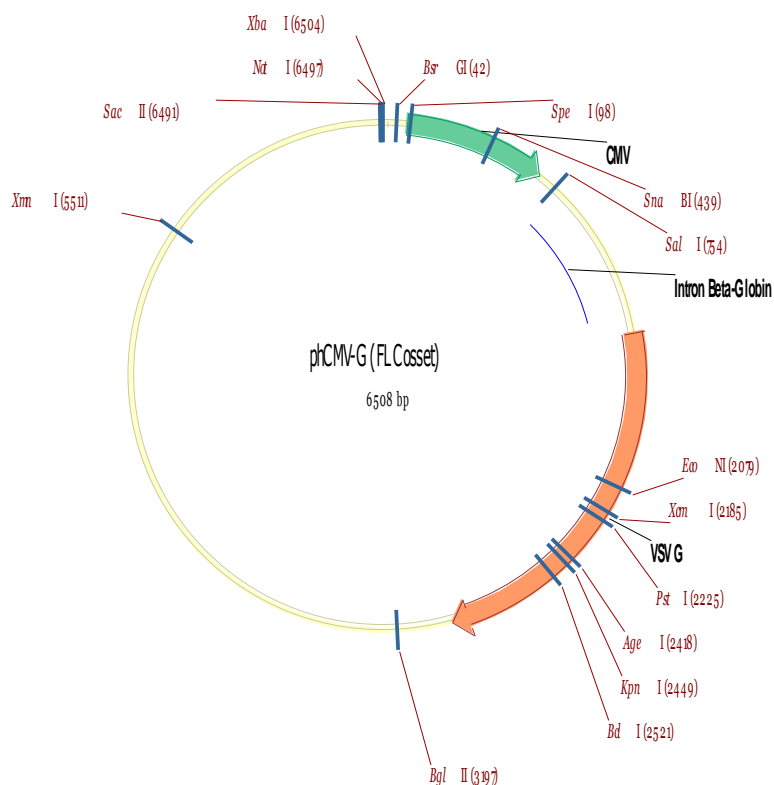 Xba I (6504)
Not I (6497)
Bsr GI (42)
Sac II (6491)
Spe I (98)
CMV
Xmn I (5511)
Sna BI (439)
Sal I (754)
Intron Beta-Globin
phCMV-G (FL Cosset)
6508 bp
Eco NI (2079)
Xcm I (2185)
VSV G
Pst I (2225)
Age I (2418)
Kpn I (2449)
Bcl I (2521)
Bgl II (3197)